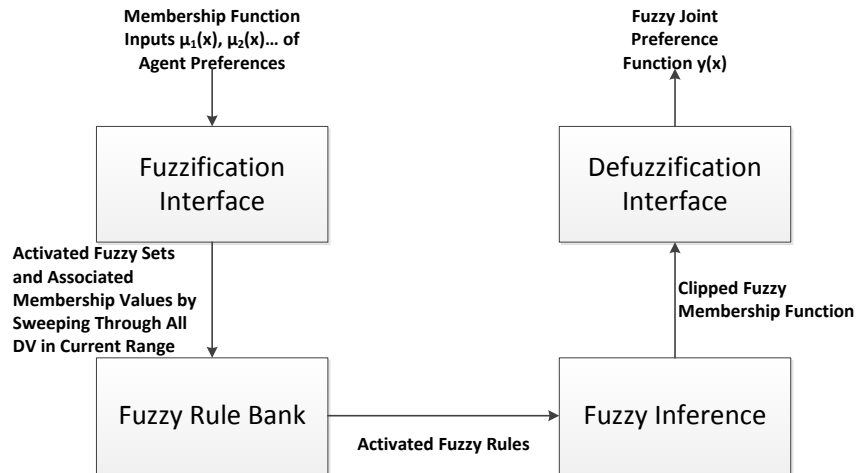 Membership Function
Inputs μ₁(x), μ₂(x)... of
Agent Preferences
Fuzzification
Interface
Activated Fuzzy Sets
and Associated
Membership Values by
Sweeping Through All
DV in Current Range
Fuzzy Rule Bank
Activated Fuzzy Rules
Fuzzy Inference
Clipped Fuzzy
Membership Function
Defuzzification
Interface
Fuzzy Joint
Preference
Function y(x)